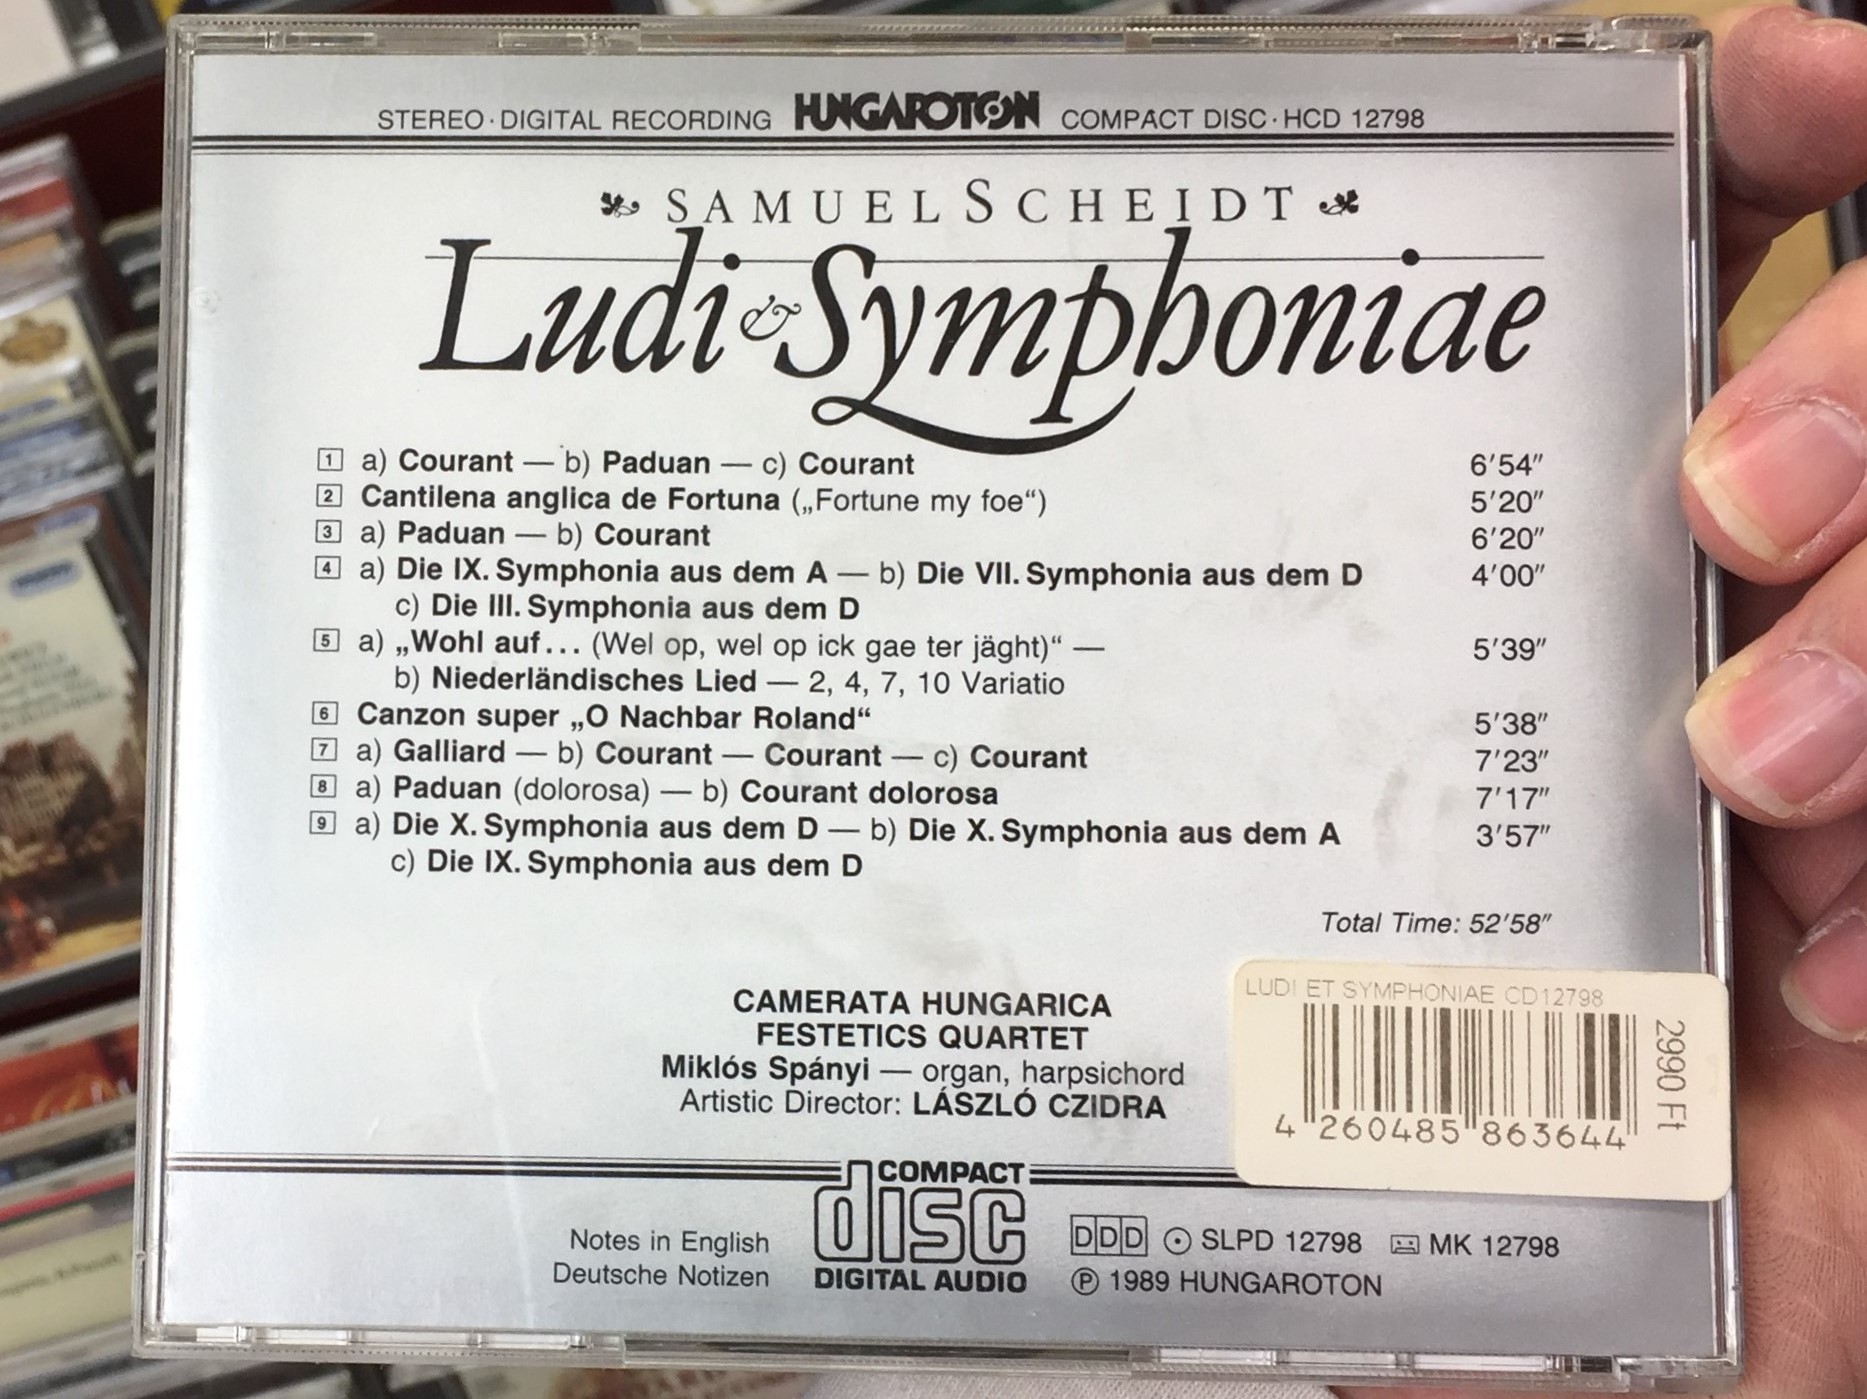 STEREO · DIGITAL RECORDING HUNGAROTON COMPACT DISC · HCD 12798
SAMUEL SCHEIDT
Ludi & Symphoniae
1 a) Courant — b) Paduan — c) Courant 6'54"
2 Cantilena anglica de Fortuna („Fortune my foe“) 5'20"
3 a) Paduan — b) Courant 6'20"
4 a) Die IX. Symphonia aus dem A — b) Die VII. Symphonia aus dem D 4'00"
c) Die III. Symphonia aus dem D
5 a) „Wohl auf... (Wel op, wel op ick gae ter jäght)“ — 5'39"
b) Niederländisches Lied — 2, 4, 7, 10 Variatio
6 Canzon super „O Nachbar Roland“ 5'38"
7 a) Galliard — b) Courant — Courant — c) Courant 7'23"
8 a) Paduan (dolorosa) — b) Courant dolorosa 7'17"
9 a) Die X. Symphonia aus dem D — b) Die X. Symphonia aus dem A 3'57"
c) Die IX. Symphonia aus dem D
Total Time: 52'58"
CAMERATA HUNGARICA
FESTETICS QUARTET
Miklós Spányi — organ, harpsichord
Artistic Director: LÁSZLÓ CZIDRA
LUDI ET SYMPHONIAE CD12798
2990 Ft
4 260485 863644
Notes in English
Deutsche Notizen
COMPACT
disc
DIGITAL AUDIO
DDD SLPD 12798 MK 12798
℗ 1989 HUNGAROTON